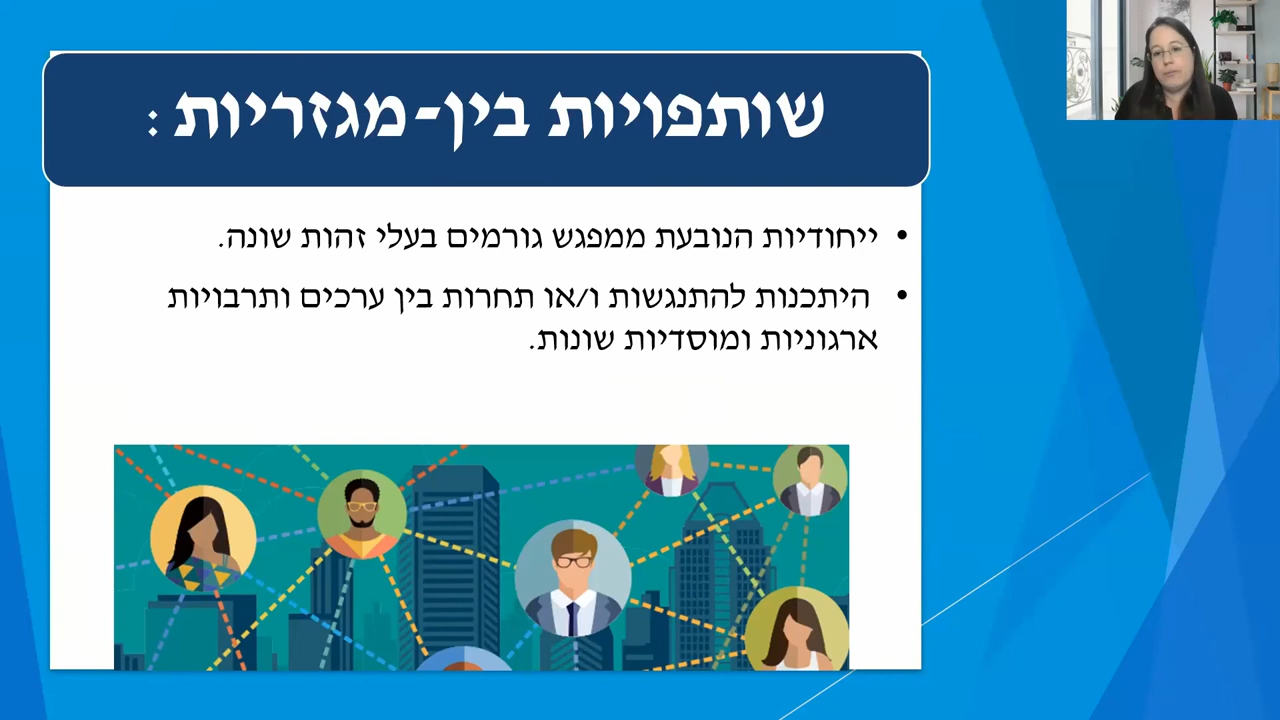 שותפויות בין-מגזריות :
• ייחודיות הנובעת ממפגש גורמים בעלי זהות שונה.
• היתכנות להתנגשות ו/או תחרות בין ערכים ותרבויות
ארגוניות ומוסדיות שונות.